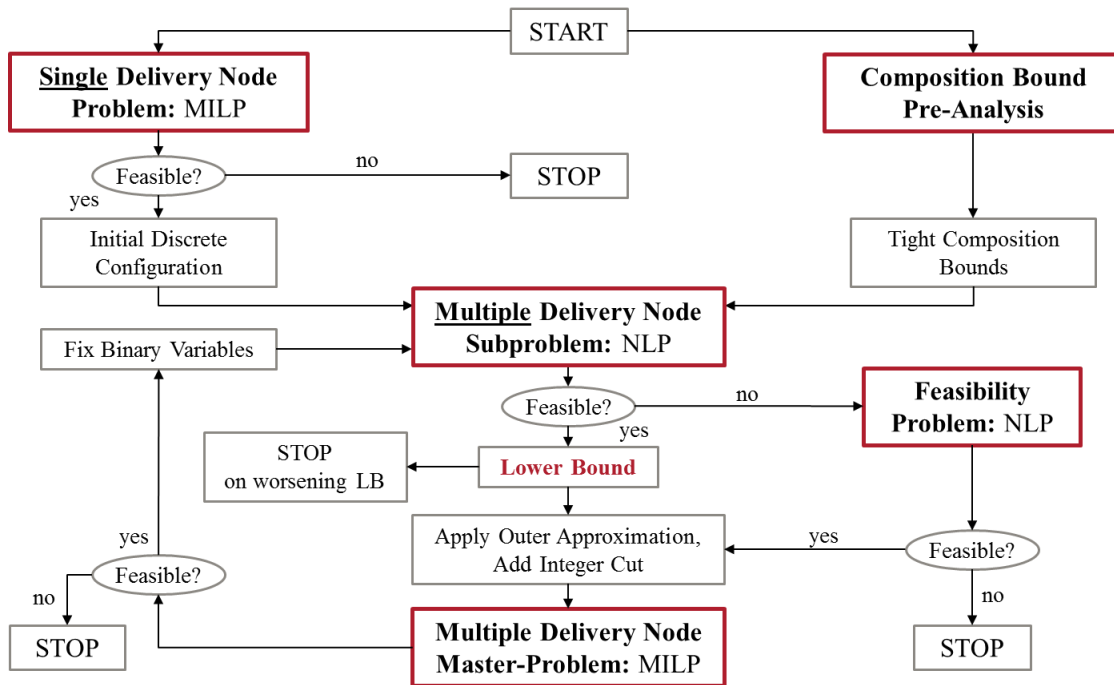 START
Single Delivery Node
Problem: MILP
Composition Bound
Pre-Analysis
Feasible?
no
STOP
yes
Initial Discrete
Configuration
Tight Composition
Bounds
Multiple Delivery Node
Subproblem: NLP
Fix Binary Variables
Feasible?
no
Feasibility
Problem: NLP
yes
STOP
on worsening LB
Lower Bound
Apply Outer Approximation,
Add Integer Cut
yes
Feasible?
yes
Feasible?
no
STOP
no
STOP
Multiple Delivery Node
Master-Problem: MILP